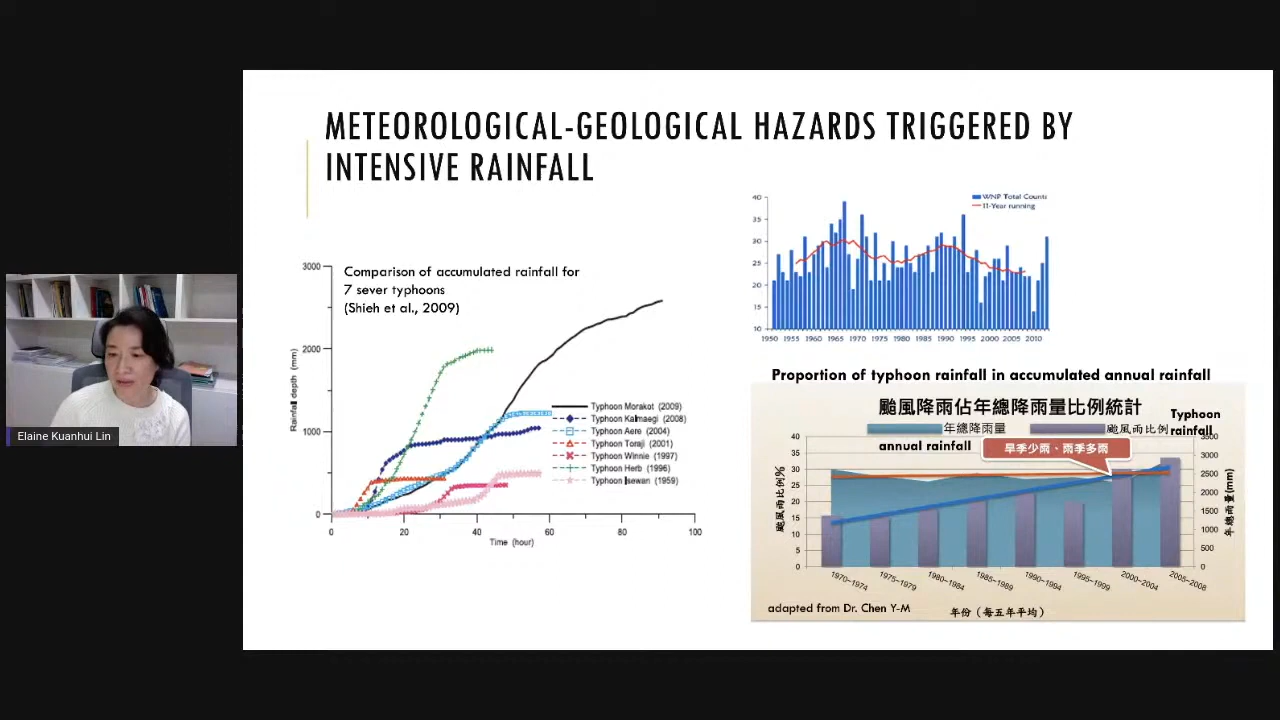 METEOROLOGICAL-GEOLOGICAL HAZARDS TRIGGERED BY
INTENSIVE RAINFALL
Comparison of accumulated rainfall for
7 sever typhoons
(Shieh et al., 2009)
Rainfall depth (mm)
3000
2000
1000
0
0 20 40 60 80 100
Time (hour)
Typhoon Morakot (2009)
Typhoon Kalmaegi (2008)
Typhoon Aere (2004)
Typhoon Toraji (2001)
Typhoon Winnie (1997)
Typhoon Herb (1996)
Typhoon Isewan (1959)
WNP Total Counts
11-Year running
40
35
30
25
20
15
10
1950 1955 1960 1965 1970 1975 1980 1985 1990 1995 2000 2005 2010
Proportion of typhoon rainfall in accumulated annual rainfall
颱風降雨佔年總降雨量比例統計
年總降雨量
颱風雨比例
annual rainfall
Typhoon
rainfall
旱季少雨、雨季多雨
颱風雨比例%
40
35
30
25
20
15
10
5
0
3500
3000
2500
2000
1500
1000
500
0
年總雨量(mm)
1970~1974 1975~1979 1980~1984 1985~1989 1990~1994 1995~1999 2000~2004 2005~2008
年份(每五年平均)
adapted from Dr. Chen Y-M
Elaine Kuanhui Lin